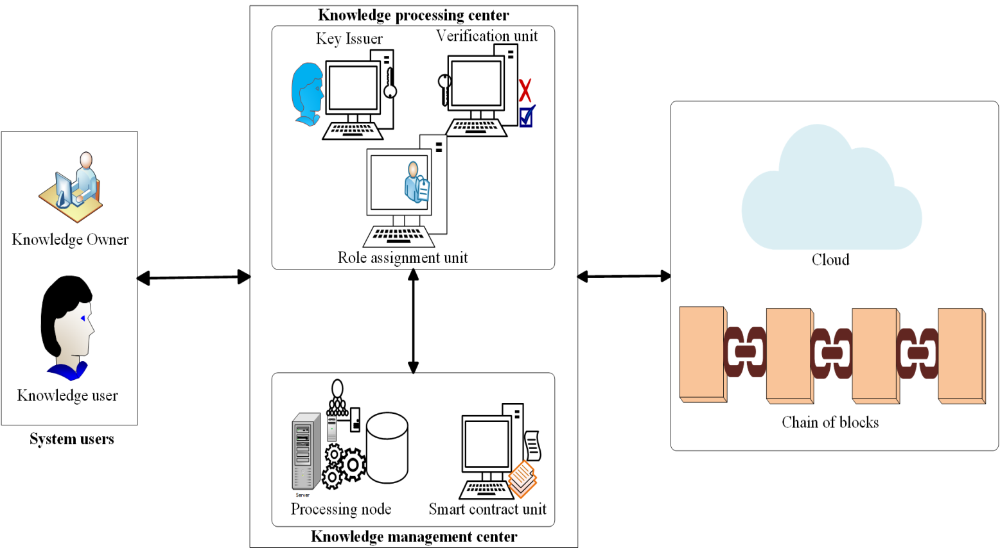 Knowledge processing center
Key Issuer
Verification unit
Role assignment unit
Knowledge Owner
Knowledge user
System users
Server
Processing node
Smart contract unit
Knowledge management center
Cloud
Chain of blocks